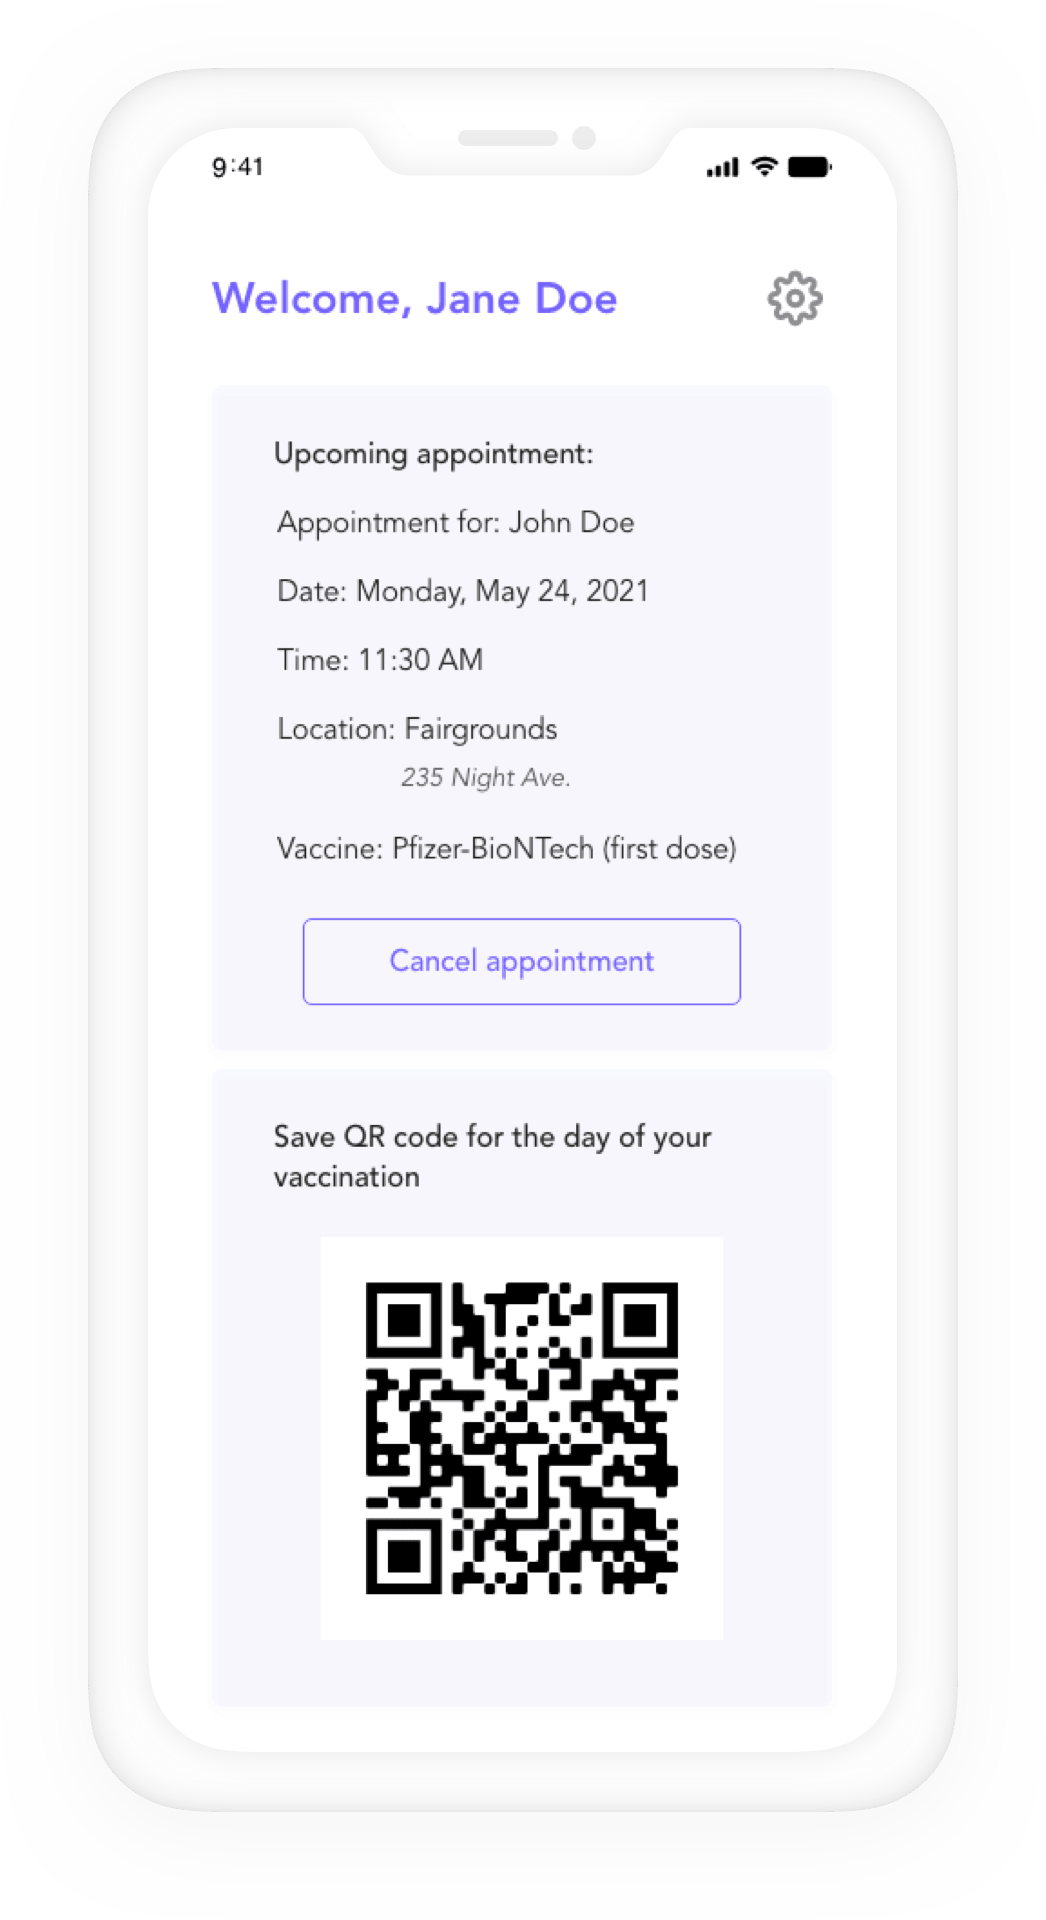 9:41
Welcome, Jane Doe
Upcoming appointment:
Appointment for: John Doe
Date: Monday, May 24, 2021
Time: 11:30 AM
Location: Fairgrounds
235 Night Ave.
Vaccine: Pfizer-BioNTech (first dose)
Cancel appointment
Save QR code for the day of your
vaccination